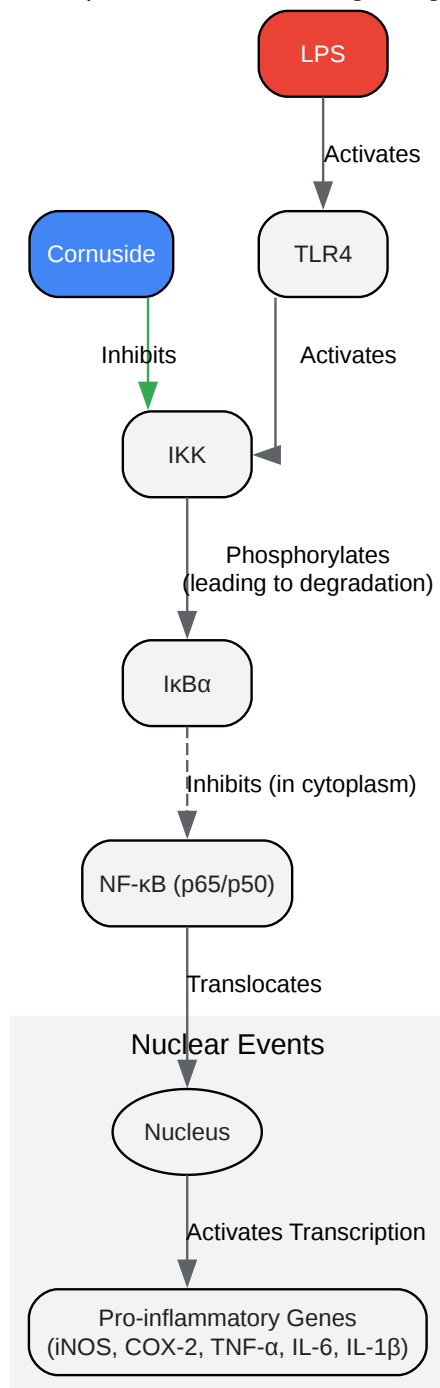 LPS
Activates
Cornuside
TLR4
Inhibits
Activates
IKK
Phosphorylates
(leading to degradation)
IκBα
Inhibits (in cytoplasm)
NF-κB (p65/p50)
Translocates
Nuclear Events
Nucleus
Activates Transcription
Pro-inflammatory Genes
(iNOS, COX-2, TNF-α, IL-6, IL-1β)